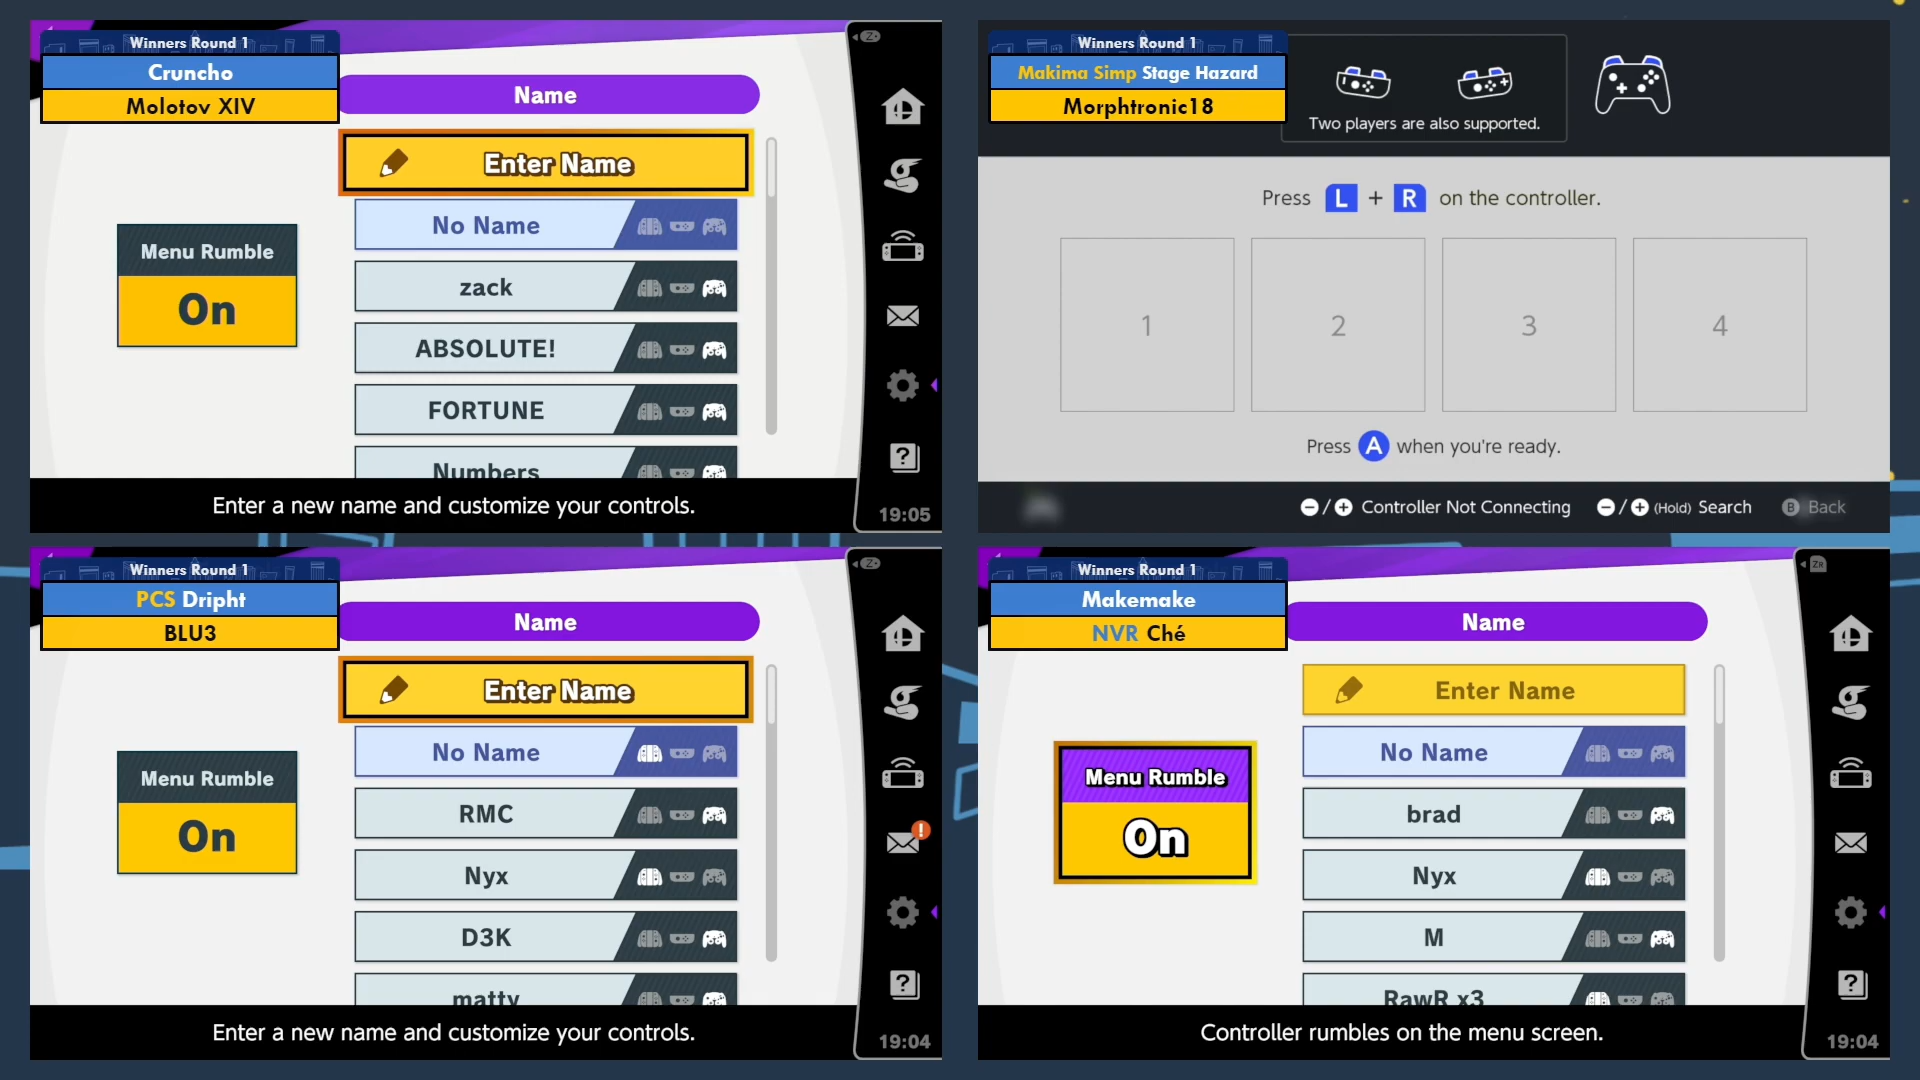 Winners Round 1
Cruncho
Molotov XIV
Name
Enter Name
No Name
zack
ABSOLUTE!
FORTUNE
Numbers
Menu Rumble
On
Enter a new name and customize your controls.
19:05
Winners Round 1
Makima Simp Stage Hazard
Morphtronic18
Two players are also supported.
Press L + R on the controller.
1 2 3 4
Press A when you're ready.
-/+ Controller Not Connecting -/+ (Hold) Search B Back
Winners Round 1
PCS Dripht
BLU3
Name
Enter Name
No Name
RMC
Nyx
D3K
matty
Menu Rumble
On
Enter a new name and customize your controls.
19:04
Winners Round 1
Makemake
NVR Ché
Name
Enter Name
No Name
brad
Nyx
M
RawR x3
Menu Rumble
On
Controller rumbles on the menu screen.
ZR
19:04